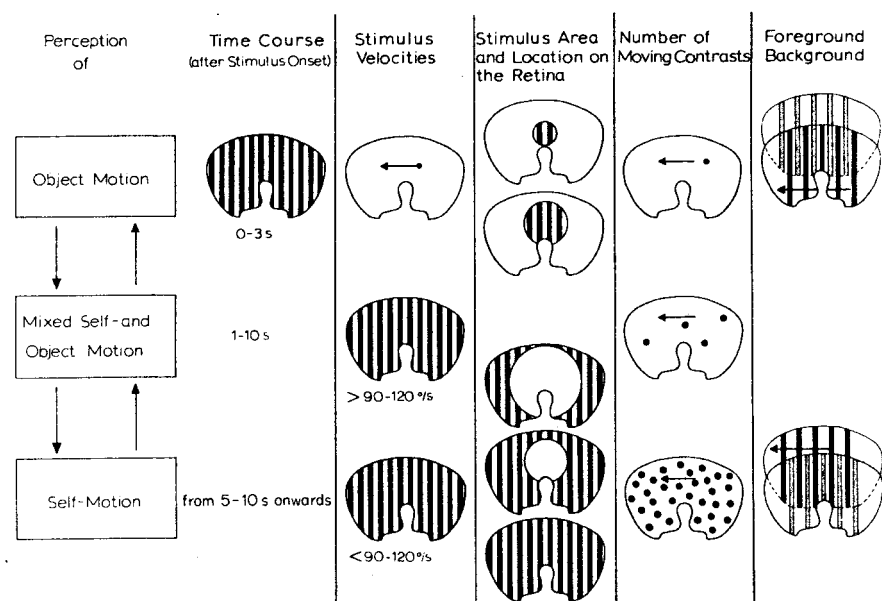 Perception
of
Time Course
(after Stimulus Onset)
Stimulus
Velocities
Stimulus Area
and Location on
the Retina
Number of
Moving Contrasts
Foreground
Background
Object Motion
0-3 s
Mixed Self-and
Object Motion
1-10 s
>90-120°/s
Self-Motion
from 5-10s onwards
<90-120°/s